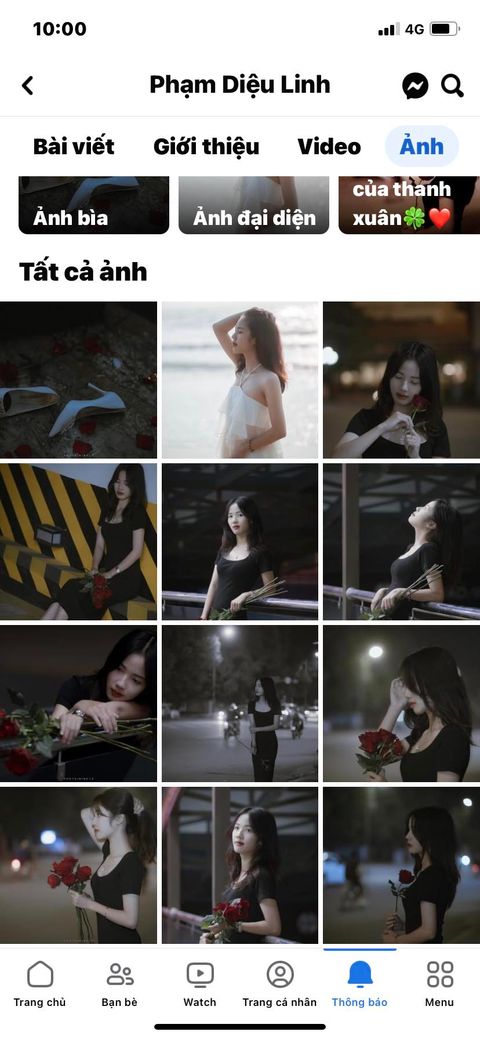 10:00
4G
Phạm Diệu Linh
Bài viết
Giới thiệu
Video
Ảnh
Ảnh bìa
Ảnh đại diện
của thanh
xuân🍀❤️
Tất cả ảnh
Trang chủ
Bạn bè
Watch
Trang cá nhân
Thông báo
Menu